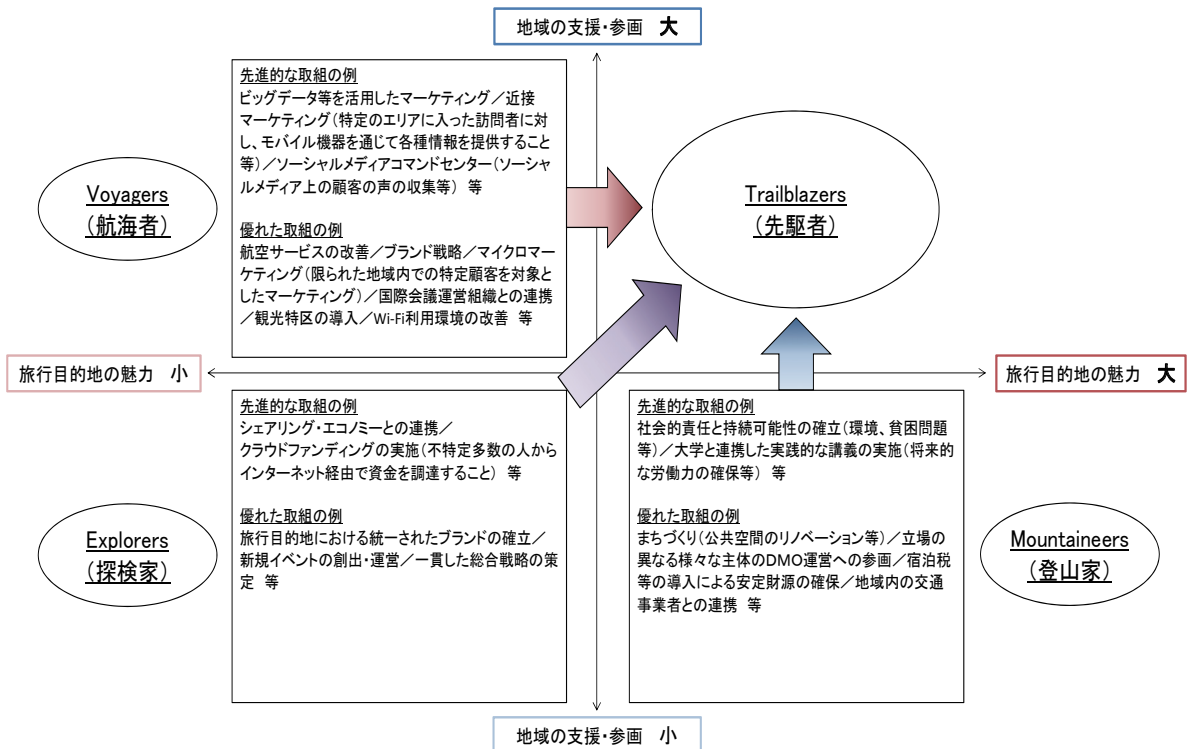 地域の支援・参画　大
先進的な取組の例
ビッグデータ等を活用したマーケティング／近接
マーケティング（特定のエリアに入った訪問者に対
し、モバイル機器を通じて各種情報を提供すること
等）／ソーシャルメディアコマンドセンター（ソーシャ
ルメディア上の顧客の声の収集等）　等
優れた取組の例
航空サービスの改善／ブランド戦略／マイクロマー
ケティング（限られた地域内での特定顧客を対象と
したマーケティング）／国際会議運営組織との連携
／観光特区の導入／Wi-Fi利用環境の改善　等
Voyagers
（航海者）
Trailblazers
（先駆者）
旅行目的地の魅力　小
旅行目的地の魅力　大
先進的な取組の例
シェアリング・エコノミーとの連携／
クラウドファンディングの実施（不特定多数の人から
インターネット経由で資金を調達すること）　等
優れた取組の例
旅行目的地における統一されたブランドの確立／
新規イベントの創出・運営／一貫した総合戦略の策
定　等
Explorers
（探検家）
先進的な取組の例
社会的責任と持続可能性の確立（環境、貧困問題
等）／大学と連携した実践的な講義の実施（将来的
な労働力の確保等）　等
優れた取組の例
まちづくり（公共空間のリノベーション等）／立場の
異なる様々な主体のDMO運営への参画／宿泊税
等の導入による安定財源の確保／地域内の交通
事業者との連携　等
Mountaineers
（登山家）
地域の支援・参画　小